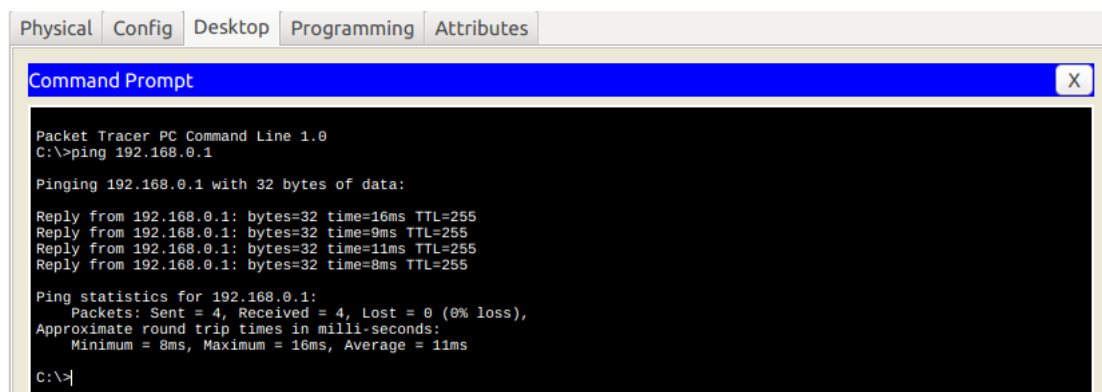 Physical Config Desktop Programming Attributes
Command Prompt X
Packet Tracer PC Command Line 1.0
C:\>ping 192.168.0.1
Pinging 192.168.0.1 with 32 bytes of data:
Reply from 192.168.0.1: bytes=32 time=16ms TTL=255
Reply from 192.168.0.1: bytes=32 time=9ms TTL=255
Reply from 192.168.0.1: bytes=32 time=11ms TTL=255
Reply from 192.168.0.1: bytes=32 time=8ms TTL=255
Ping statistics for 192.168.0.1:
Packets: Sent = 4, Received = 4, Lost = 0 (0% loss),
Approximate round trip times in milli-seconds:
Minimum = 8ms, Maximum = 16ms, Average = 11ms
C:\>